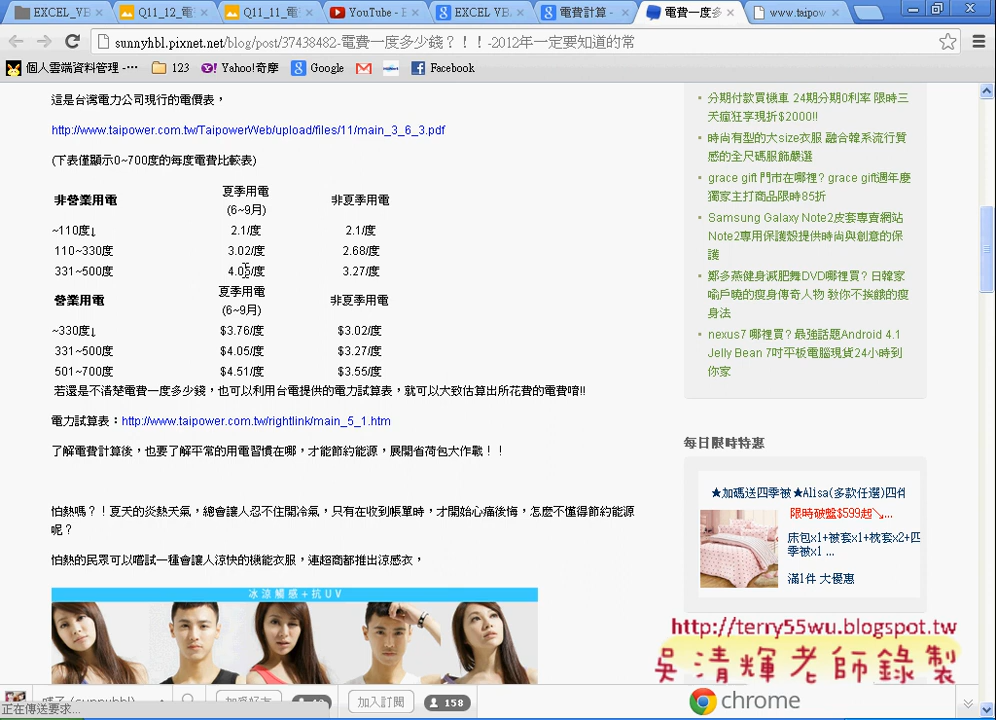 EXCEL_VB
Q11_12_電
Q11_11_電
YouTube - E
EXCEL VB
電費計算 -
電費一度多
www.taipow
sunnyhbl.pixnet.net/blog/post/37438482-電費一度多少錢？！！-2012年一定要知道的常
個人雲端資料管理 -⋯
123
Yahoo!奇摩
Google
Facebook
這是台灣電力公司現行的電價表，
http://www.taipower.com.tw/TaipowerWeb/upload/files/11/main_3_6_3.pdf
(下表僅顯示0~700度的每度電費比較表)
非營業用電 夏季用電 非夏季用電
(6~9月)
~110度↓ 2.1/度 2.1/度
110~330度 3.02/度 2.68/度
331~500度 4.05/度 3.27/度
營業用電 夏季用電 非夏季用電
(6~9月)
~330度↓ $3.76/度 $3.02/度
331~500度 $4.05/度 $3.27/度
501~700度 $4.51/度 $3.55/度
若還是不清楚電費一度多少錢，也可以利用台電提供的電力試算表，就可以大致估算出所花費的電費唷!!
電力試算表：http://www.taipower.com.tw/rightlink/main_5_1.htm
了解電費計算後，也要了解平常的用電習慣在哪，才能節約能源，展開省荷包大作戰！！
怕熱嗎？！夏天的炎熱天氣，總會讓人忍不住開冷氣，只有在收到帳單時，才開始心痛後悔，怎麼不懂得節約能源
呢？
怕熱的民眾可以嚐試一種會讓人涼快的機能衣服，連超商都推出涼感衣，
冰涼觸感+抗UV
分期付款買機車 24期分期0利率 限時三
天瘋狂享現折$2000!!
時尚有型的大size衣服 融合韓系流行質
感的全尺碼服飾嚴選
grace gift 門市在哪裡? grace gift週年慶
獨家主打商品限時85折
Samsung Galaxy Note2皮套專賣網站
Note2專用保護殼提供時尚與創意的保
護
鄭多燕健身減肥舞DVD哪裡買? 日韓家
喻戶曉的瘦身傳奇人物 教你不挨餓的瘦
身法
nexus7 哪裡買? 最強話題Android 4.1
Jelly Bean 7吋平板電腦現貨24小時到
你家
每日限時特惠
★加碼送四季被★Alisa(多款任選)四件
限時破盤$599起↘...
床包x1+被套x1+枕套x2+四
季被x1 ...
滿1件 大優惠
http://terry55wu.blogspot.tw
吳清輝老師錄製
chrome
加入訂閱
158
正在傳送要求...